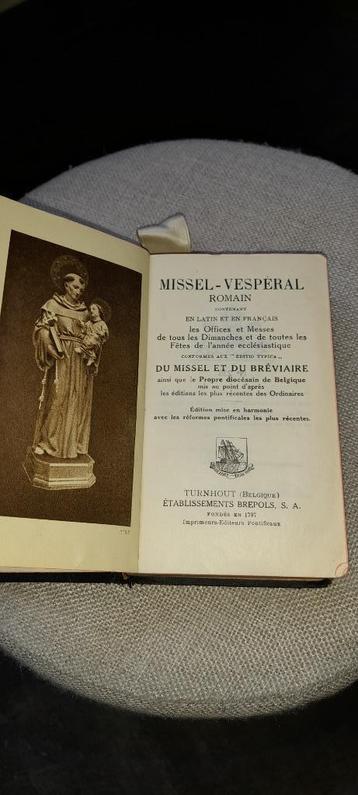 MISSEL-VESPÉRAL
ROMAIN
CONTENANT
EN LATIN ET EN FRANÇAIS
les Offices et Messes
de tous les Dimanches et de toutes les
Fêtes de l'année ecclésiastique
CONFORMES AUX "EDITIO TYPICA"
DU MISSEL ET DU BRÉVIAIRE
ainsi que le Propre diocésain de Belgique
mis au point d'après
les éditions les plus récentes des Ordinaires
Édition mise en harmonie
avec les réformes pontificales les plus récentes.
TURNHOUT (BELGIQUE)
ÉTABLISSEMENTS BREPOLS, S. A.
FONDÉS EN 1797
Imprimeurs-Editeurs Pontificaux